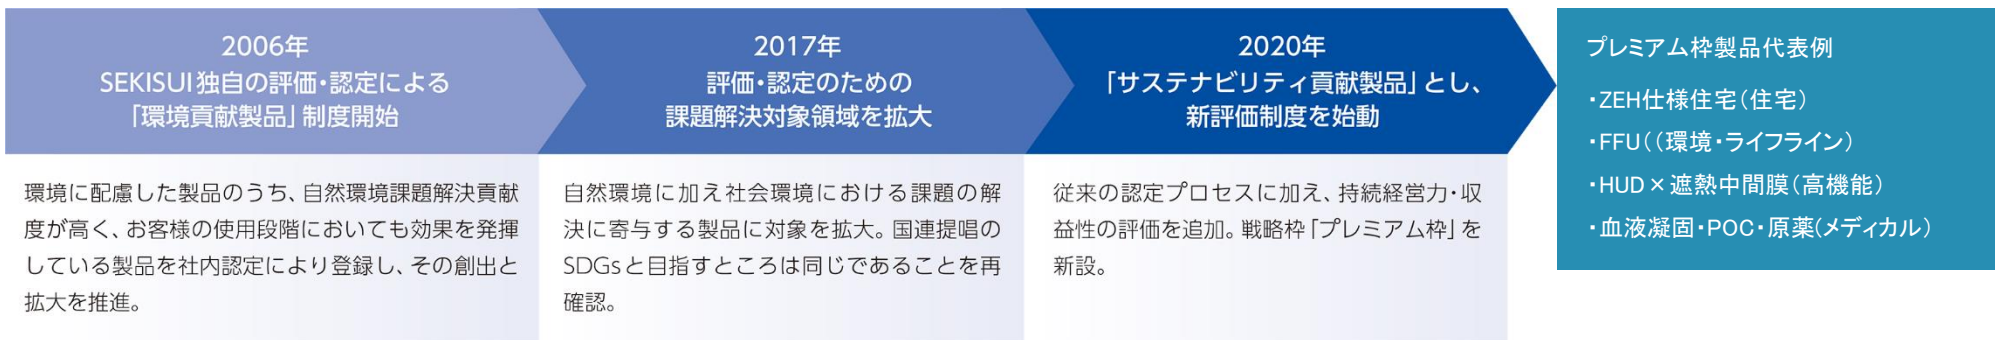 2006年
SEKISUI独自の評価・認定による
「環境貢献製品」制度開始
環境に配慮した製品のうち、自然環境課題解決貢献
度が高く、お客様の使用段階においても効果を発揮
している製品を社内認定により登録し、その創出と
拡大を推進。
2017年
評価・認定のための
課題解決対象領域を拡大
自然環境に加え社会環境における課題の解
決に寄与する製品に対象を拡大。国連提唱の
SDGsと目指すところは同じであることを再
確認。
2020年
「サステナビリティ貢献製品」とし、
新評価制度を始動
従来の認定プロセスに加え、持続経営力・収
益性の評価を追加。戦略枠「プレミアム枠」を
新設。
プレミアム枠製品代表例
・ZEH仕様住宅(住宅)
・FFU((環境・ライフライン)
・HUD×遮熱中間膜(高機能)
・血液凝固・POC・原薬(メディカル)